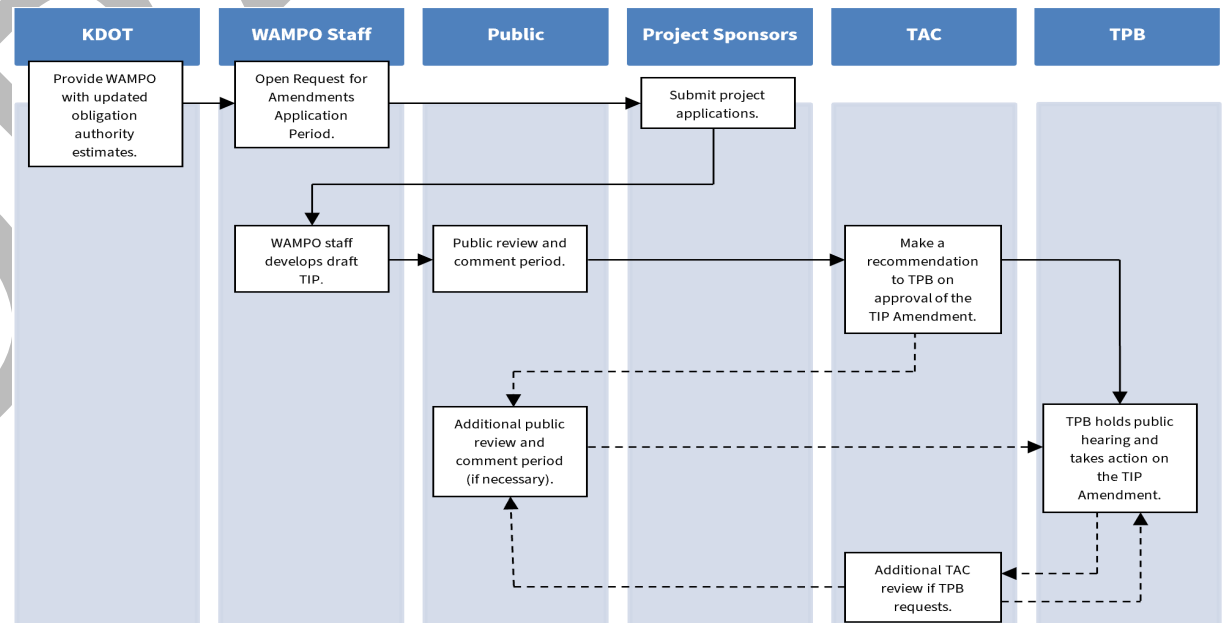 KDOT
WAMPO Staff
Public
Project Sponsors
TAC
TPB
Provide WAMPO
with updated
obligation
authority
estimates.
Open Request for
Amendments
Application
Period.
Submit project
applications.
WAMPO staff
develops draft
TIP.
Public review and
comment period.
Make a
recommendation
to TPB on
approval of the
TIP Amendment.
Additional public
review and
comment period
(if necessary).
TPB holds public
hearing and
takes action on
the TIP
Amendment.
Additional TAC
review if TPB
requests.